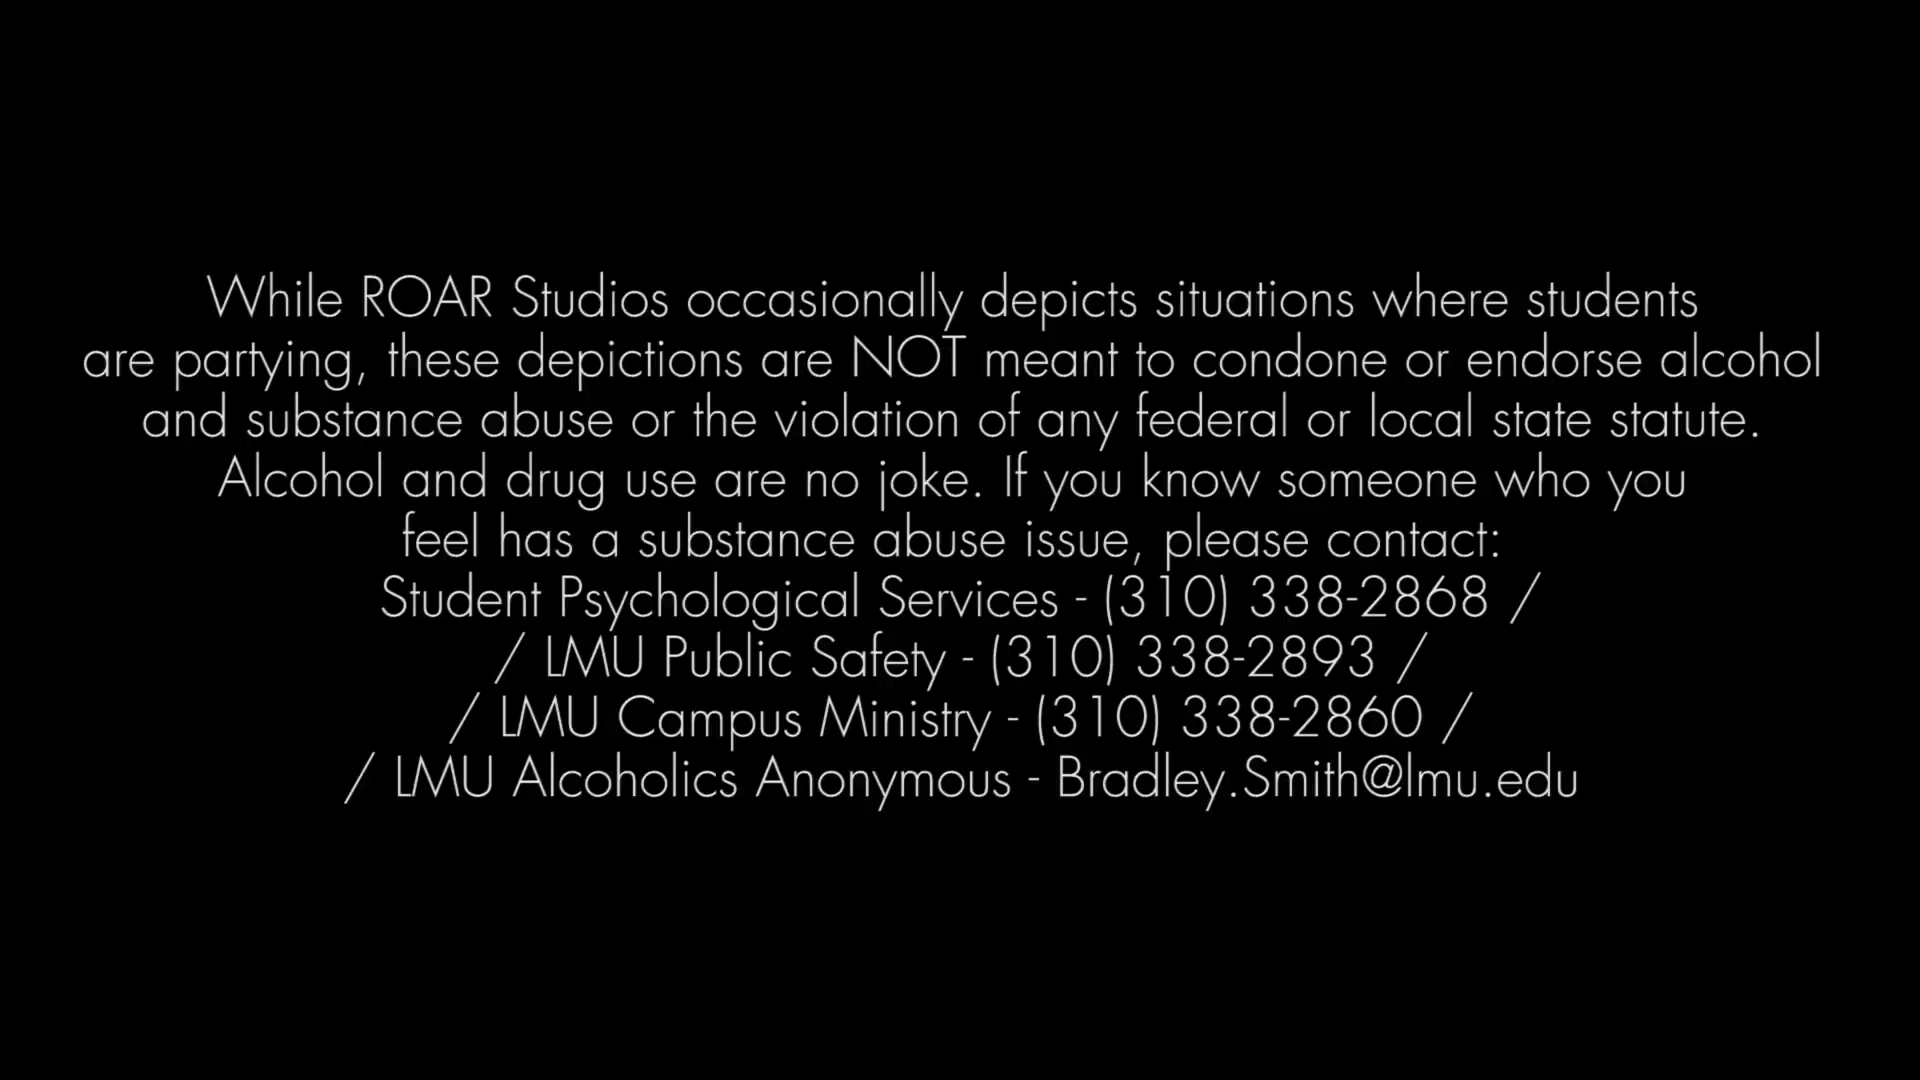 While ROAR Studios occasionally depicts situations where students
are partying, these depictions are NOT meant to condone or endorse alcohol
and substance abuse or the violation of any federal or local state statute.
Alcohol and drug use are no joke. If you know someone who you
feel has a substance abuse issue, please contact:
Student Psychological Services - (310) 338-2868 /
/ LMU Public Safety - (310) 338-2893 /
/ LMU Campus Ministry - (310) 338-2860 /
/ LMU Alcoholics Anonymous - Bradley.Smith@lmu.edu